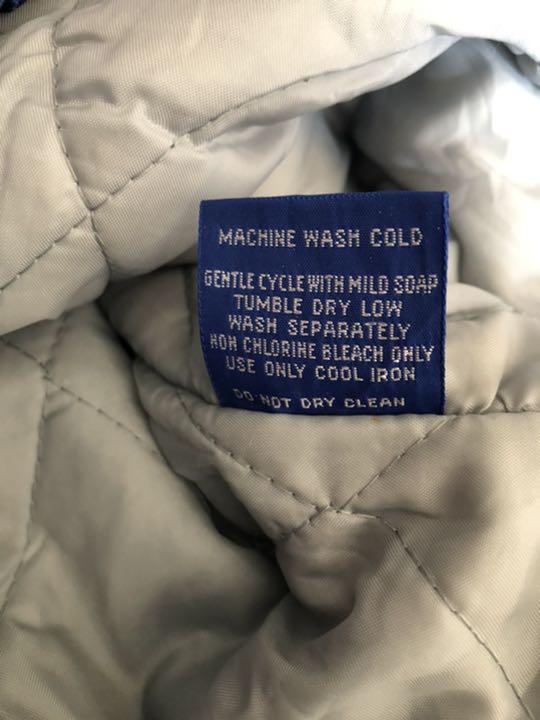 MACHINE WASH COLD
GENTLE CYCLE WITH MILD SOAP
TUMBLE DRY LOW
WASH SEPARATELY
NON CHLORINE BLEACH ONLY
USE ONLY COOL IRON
DO NOT DRY CLEAN